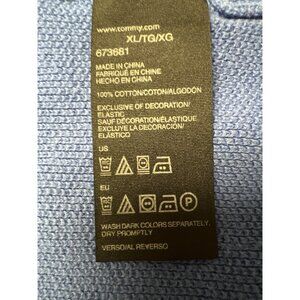 www.tommy.com
XL/TG/XG
673681
MADE IN CHINA
FABRIQUÉ EN CHINE
HECHO EN CHINA
100% COTTON/COTON/ALGODÓN
EXCLUSIVE OF DECORATION/
ELASTIC
SAUF DÉCORATION/ÉLASTIQUE
EXCLUYE LA DECORACIÓN/
ELASTICO
US
EU
WASH DARK COLORS SEPARATELY.
DRY PROMPTLY
VERSO/AL REVERSO